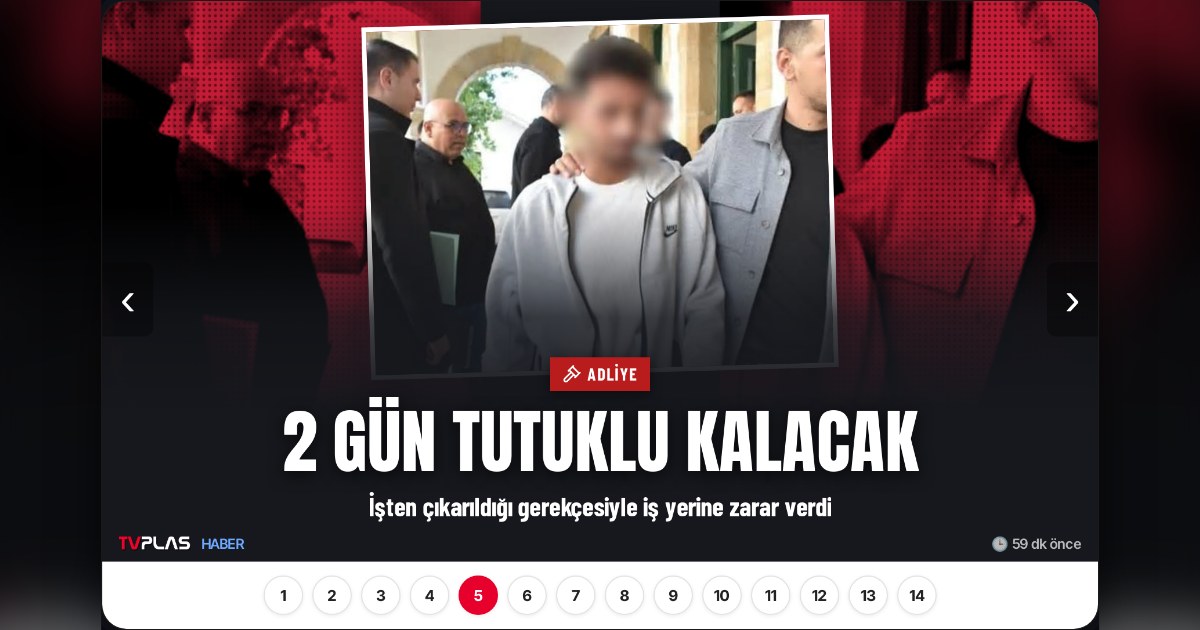 ADLİYE
2 GÜN TUTUKLU KALACAK
İşten çıkarıldığı gerekçesiyle iş yerine zarar verdi
TVPLAS HABER
59 dk önce
1 2 3 4 5 6 7 8 9 10 11 12 13 14